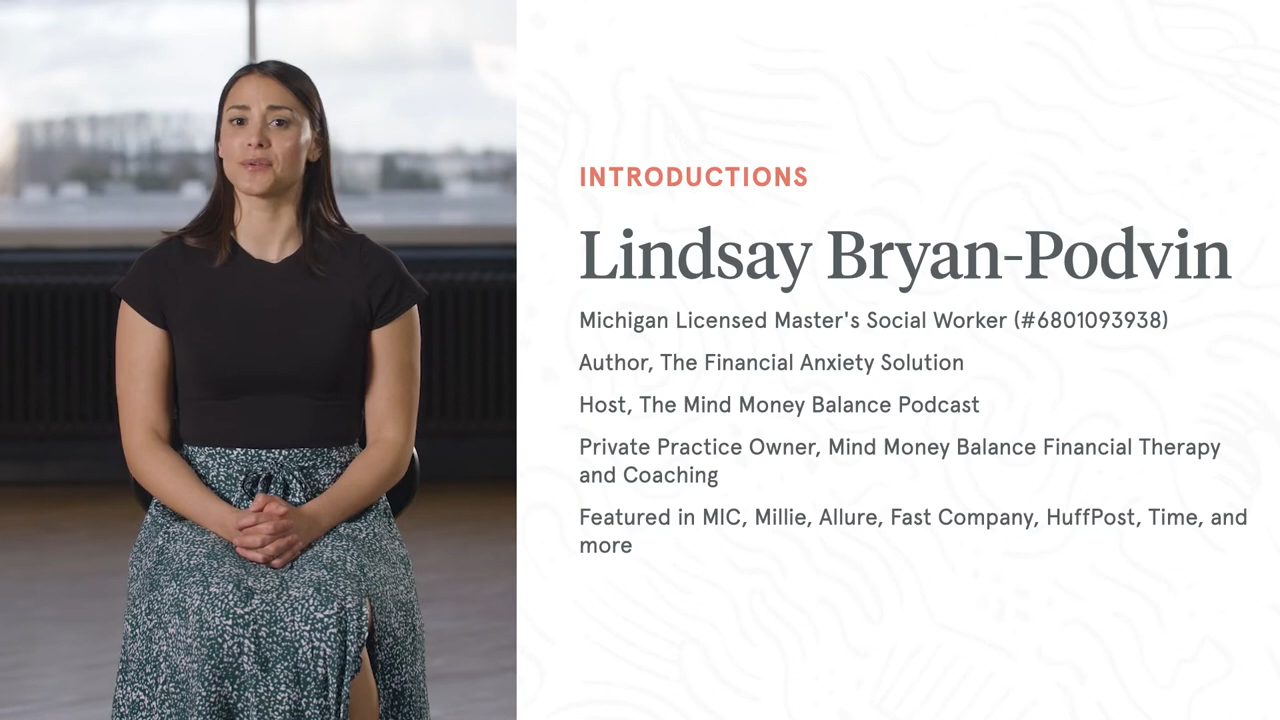 INTRODUCTIONS
Lindsay Bryan-Podvin
Michigan Licensed Master's Social Worker (#6801093938)
Author, The Financial Anxiety Solution
Host, The Mind Money Balance Podcast
Private Practice Owner, Mind Money Balance Financial Therapy
and Coaching
Featured in MIC, Millie, Allure, Fast Company, HuffPost, Time, and
more